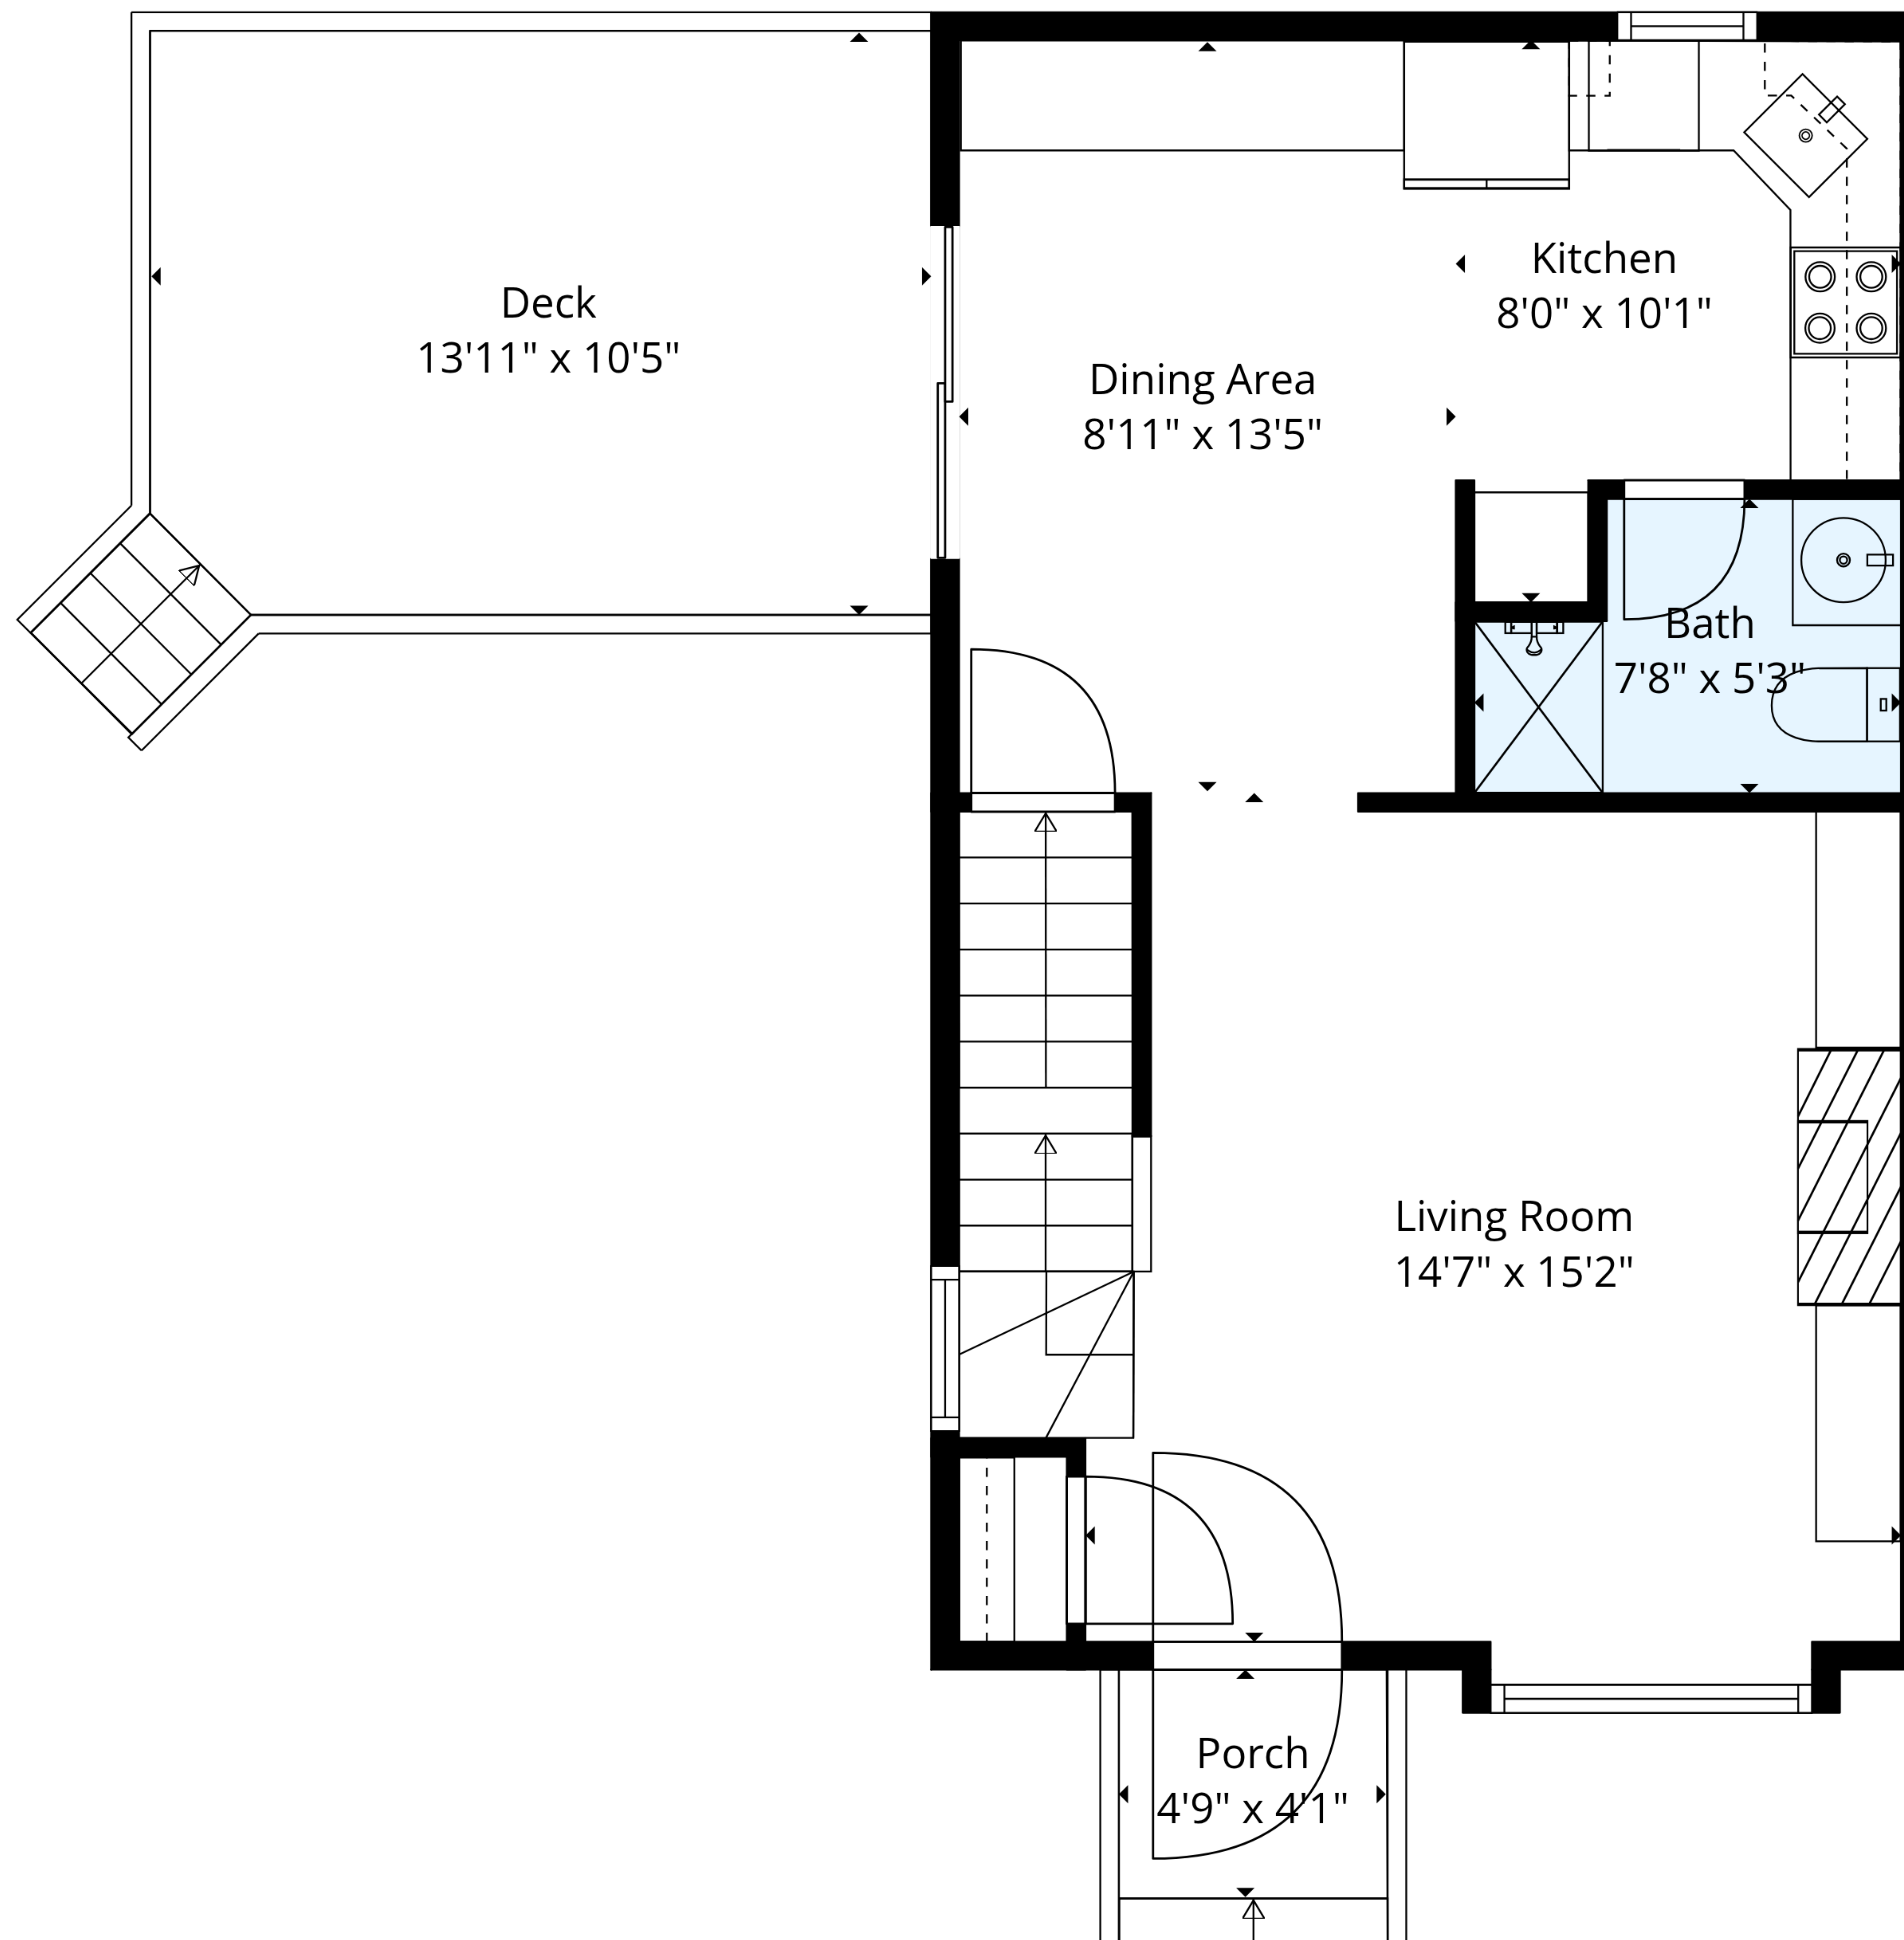 Deck
13'11" x 10'5"
Kitchen
8'0" x 10'1"
Dining Area
8'11" x 13'5"
Bath
7'8" x 5'3"
Living Room
14'7" x 15'2"
Porch
4'9" x 4'1"